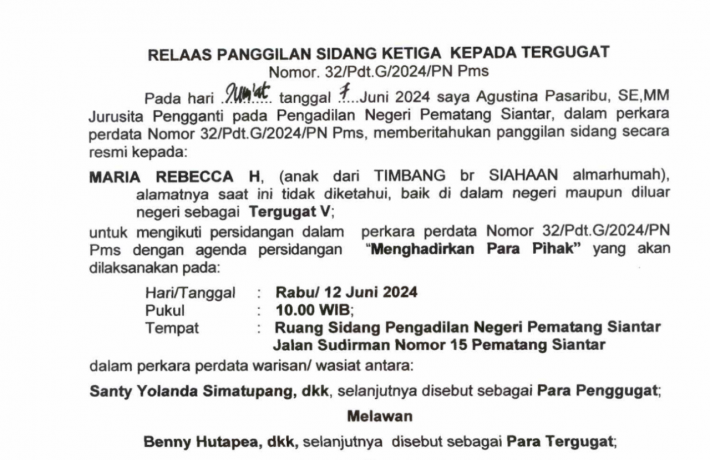 RELAAS PANGGILAN SIDANG KETIGA KEPADA TERGUGAT
Nomor. 32/Pdt.G/2024/PN Pms
Pada hari ..Jum'at.. tanggal .7....Juni 2024 saya Agustina Pasaribu, SE,MM
Jurusita Pengganti pada Pengadilan Negeri Pematang Siantar, dalam perkara
perdata Nomor 32/Pdt.G/2024/PN Pms, memberitahukan panggilan sidang secara
resmi kepada:
MARIA REBECCA H, (anak dari TIMBANG br SIAHAAN almarhumah),
alamatnya saat ini tidak diketahui, baik di dalam negeri maupun diluar
negeri sebagai Tergugat V;
untuk mengikuti persidangan dalam perkara perdata Nomor 32/Pdt.G/2024/PN
Pms dengan agenda persidangan “Menghadirkan Para Pihak” yang akan
dilaksanakan pada:
Hari/Tanggal : Rabu/ 12 Juni 2024
Pukul : 10.00 WIB;
Tempat : Ruang Sidang Pengadilan Negeri Pematang Siantar
Jalan Sudirman Nomor 15 Pematang Siantar
dalam perkara perdata warisan/ wasiat antara:
Santy Yolanda Simatupang, dkk, selanjutnya disebut sebagai Para Penggugat;
Melawan
Benny Hutapea, dkk, selanjutnya disebut sebagai Para Tergugat;